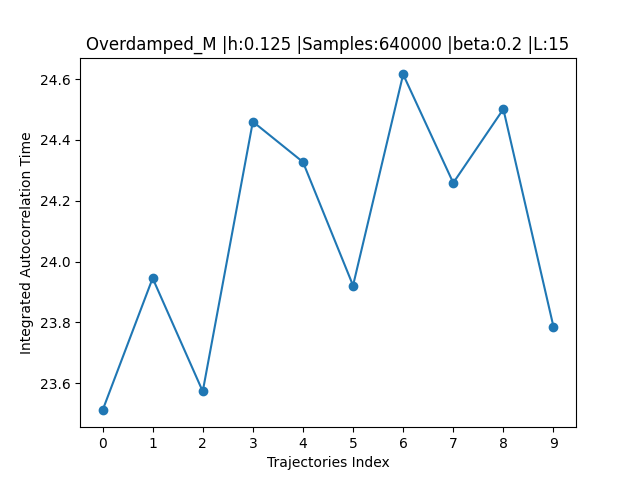 Overdamped_M |h:0.125 |Samples:640000 |beta:0.2 |L:15
Integrated Autocorrelation Time
24.6
24.4
24.2
24.0
23.8
23.6
0 1 2 3 4 5 6 7 8 9
Trajectories Index